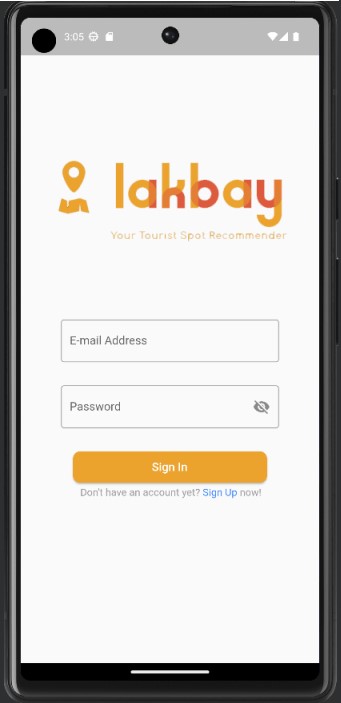 3:05
lakbay
Your Tourist Spot Recommender
E-mail Address
Password
Sign In
Don't have an account yet? Sign Up now!